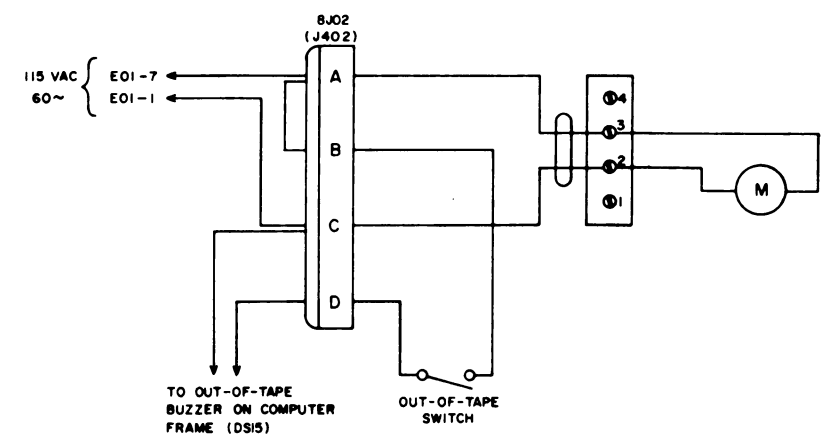 8J02
(J402)
115 VAC
60~
E01-7
E01-1
A
B
C
D
4
3
2
1
M
TO OUT-OF-TAPE
BUZZER ON COMPUTER
FRAME (DS15)
OUT-OF-TAPE
SWITCH